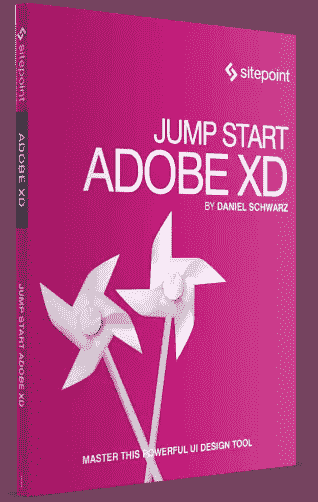 sitepoint
JUMP START
ADOBE XD
BY DANIEL SCHWARZ
MASTER THIS POWERFUL UI DESIGN TOOL
sitepoint
ADOBE XD
JUMP START ADOBE XD